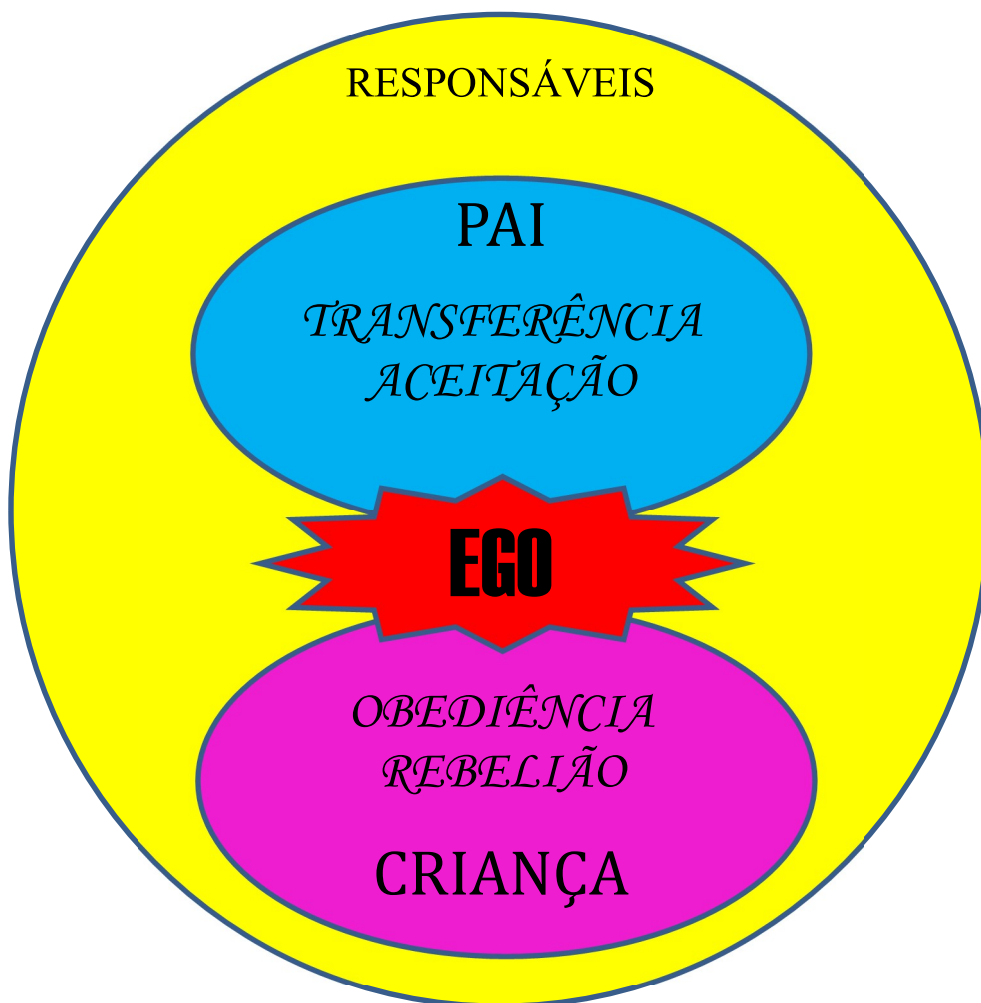 RESPONSÁVEIS
PAI
TRANSFERÊNCIA
ACEITAÇÃO
EGO
OBEDIÊNCIA
REBELIÃO
CRIANÇA